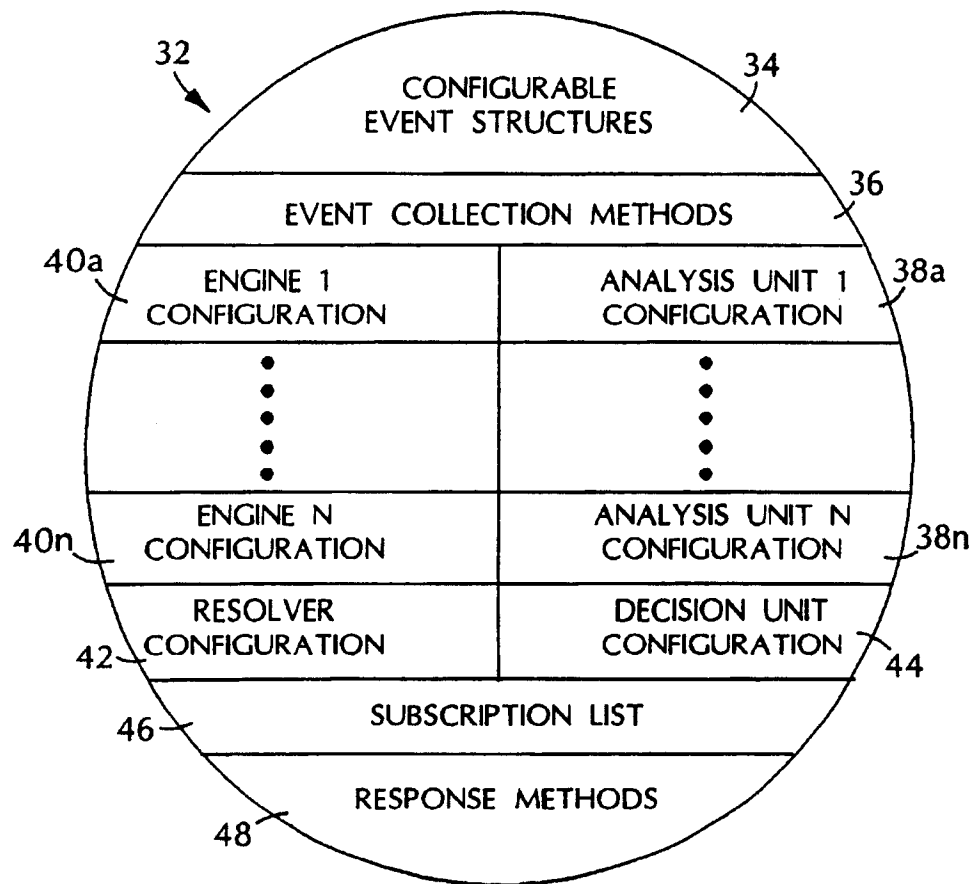 32
34
CONFIGURABLE
EVENT STRUCTURES
36
EVENT COLLECTION METHODS
40a
ENGINE 1
CONFIGURATION
ANALYSIS UNIT 1
CONFIGURATION
38a
40n
ENGINE N
CONFIGURATION
ANALYSIS UNIT N
CONFIGURATION
38n
42
RESOLVER
CONFIGURATION
DECISION UNIT
CONFIGURATION
44
46
SUBSCRIPTION LIST
48
RESPONSE METHODS